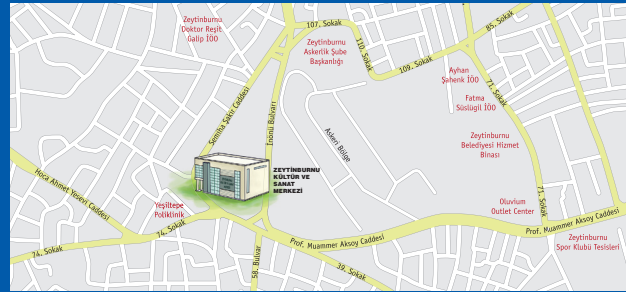 107. Sokak
85. Sokak
Zeytinburnu
Doktor Reşit
Galip İÖO
Zeytinburnu
Askerlik Şube
Başkanlığı
110. Sokak
109. Sokak
Ayhan
Şahenk İÖO
71. Sokak
Fatma
Süslügil İÖO
Semiha Şakir Caddesi
İnönü Bulvarı
Askeri Bölge
Zeytinburnu
Belediyesi Hizmet
Binası
ZEYTİNBURNU
KÜLTÜR VE
SANAT
MERKEZİ
Hoca Ahmet Yesevi Caddesi
Yeşiltepe
Poliklinik
71. Sokak
Oluvium
Outlet Center
74. Sokak
74. Sokak
Prof. Muammer Aksoy Caddesi
Prof. Muammer Aksoy Caddesi
Zeytinburnu
Spor Klubü Tesisleri
58. Bulvar
39. Sokak